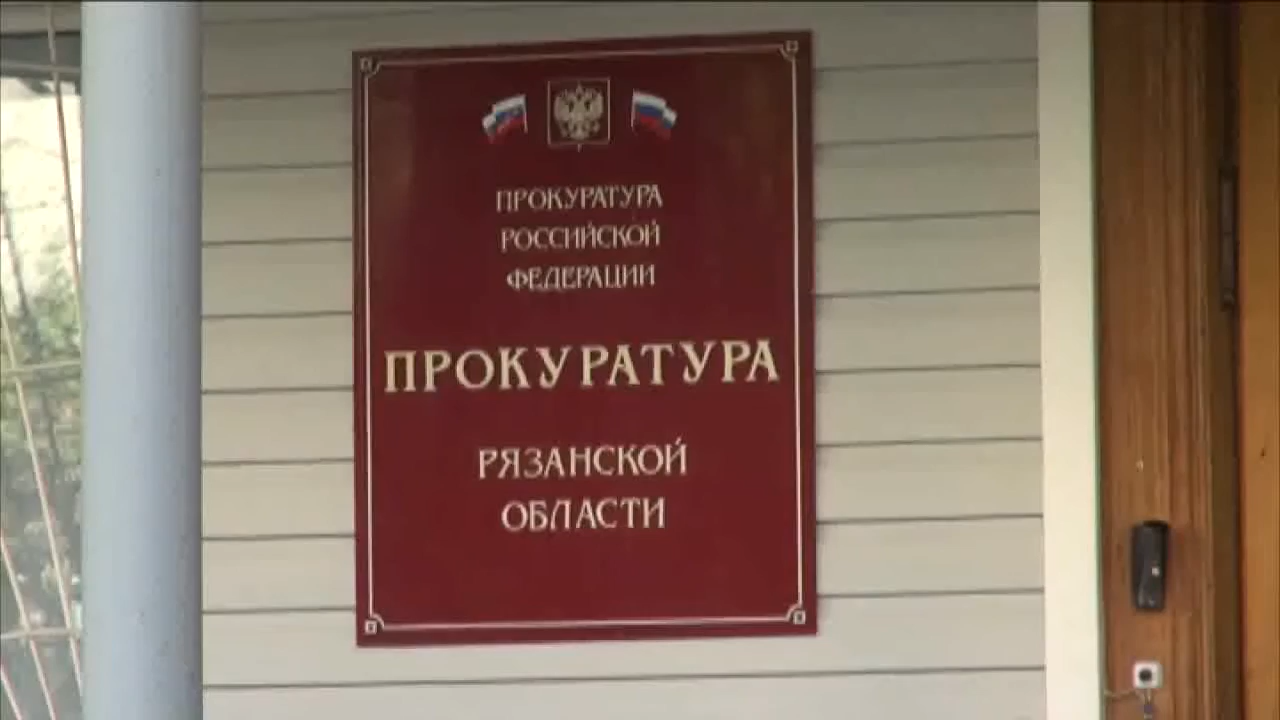 ПРОКУРАТУРА
РОССИЙСКОЙ
ФЕДЕРАЦИИ
ПРОКУРАТУРА
РЯЗАНСКОЙ
ОБЛАСТИ